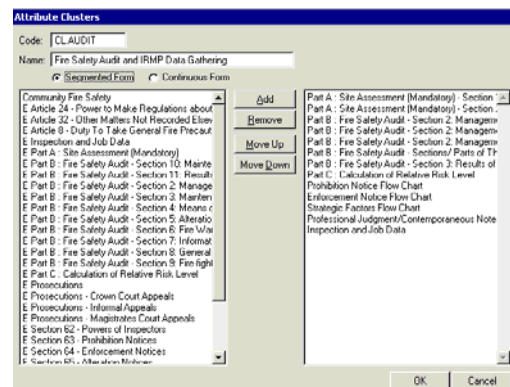 Attribute Clusters
Code: CL.AUDIT
Name: Fire Safety Audit and IRMP Data Gathering
Segmented Form Continuous Form
Community Fire Safety
E Article 24 - Power to Make Regulations about
E Article 32 - Other Matters Not Recorded Elsew
E Article 8 - Duty To Take General Fire Precaut
E Inspection and Job Data
E Part A : Site Assessment (Mandatory)
E Part B : Fire Safety Audit - Section 10: Mainte
E Part B : Fire Safety Audit - Section 11: Results
E Part B : Fire Safety Audit - Section 2: Manage
E Part B : Fire Safety Audit - Section 3: Mainten
E Part B : Fire Safety Audit - Section 4: Means c
E Part B : Fire Safety Audit - Section 5: Alteratio
E Part B : Fire Safety Audit - Section 6: Fire Wa
E Part B : Fire Safety Audit - Section 7: Informat
E Part B : Fire Safety Audit - Section 8: General
E Part B : Fire Safety Audit - Section 9: Fire fight
E Part C : Calculation of Relative Risk Level
E Prosecutions
E Prosecutions - Crown Court Appeals
E Prosecutions - Informal Appeals
E Prosecutions - Magistrates Court Appeals
E Section 62 - Powers of Inspectors
E Section 63 - Prohibition Notices
E Section 64 - Enforcement Notices
E Section 65 - Alteration Notices
Add
Remove
Move Up
Move Down
Part A : Site Assessment (Mandatory) - Section
Part A : Site Assessment (Mandatory) - Section
Part B : Fire Safety Audit - Section 2: Managem
Part B : Fire Safety Audit - Section 2: Managem
Part B : Fire Safety Audit - Section 2: Managem
Part B : Fire Safety Audit - Sections/ Parts of Th
Part B : Fire Safety Audit - Section 3: Results of
Part C : Calculation of Relative Risk Level
Prohibition Notice Flow Chart
Enforcement Notice Flow Chart
Strategic Factors Flow Chart
Professional Judgment/Contemporaneous Note
Inspection and Job Data
OK Cancel